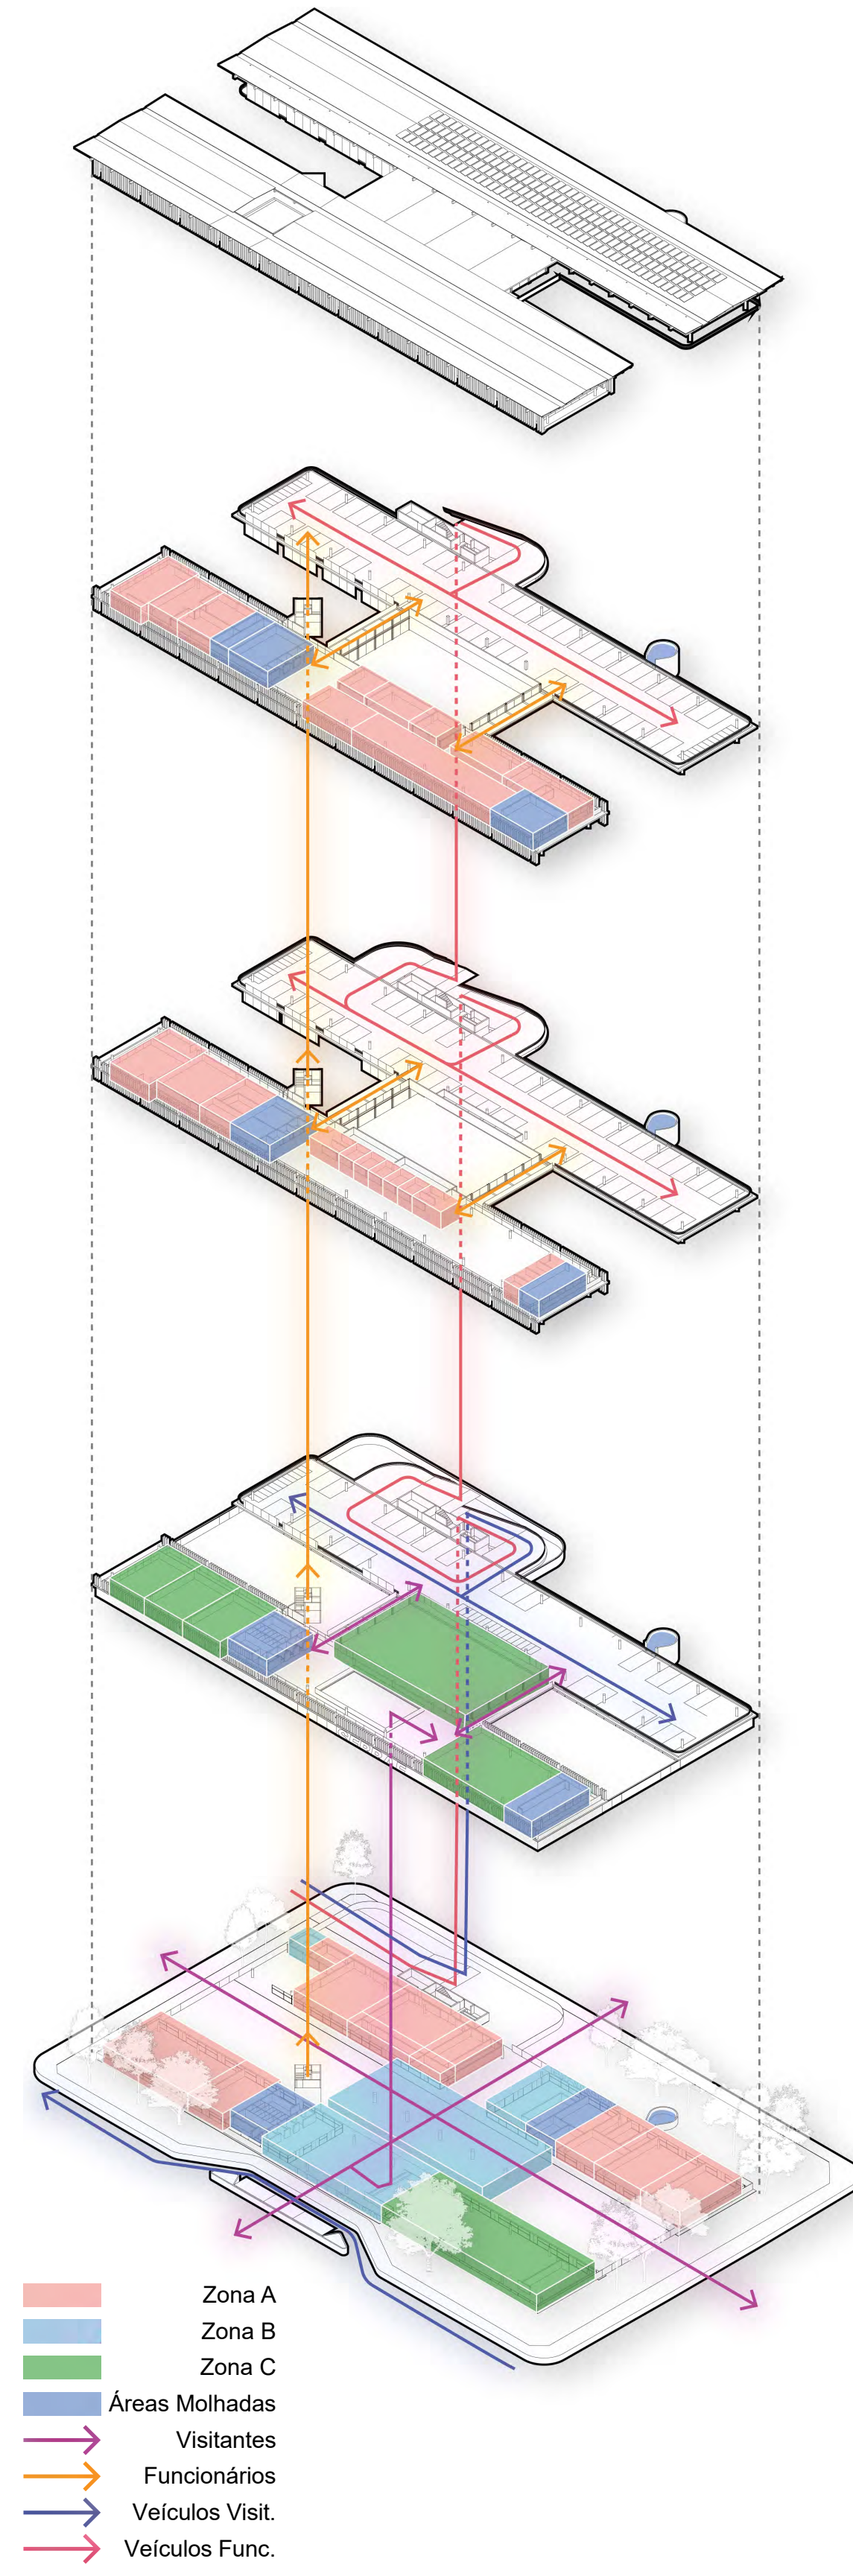 Zona A
Zona B
Zona C
Áreas Molhadas
Visitantes
Funcionários
Veículos Visit.
Veículos Func.